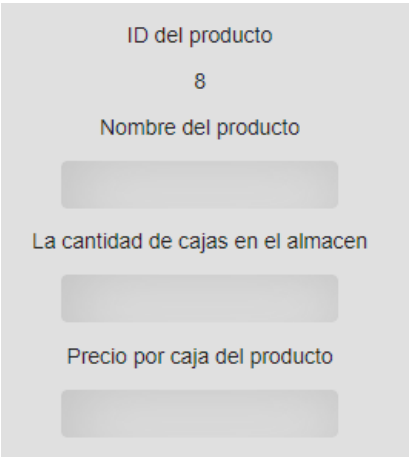 ID del producto
8
Nombre del producto
La cantidad de cajas en el almacen
Precio por caja del producto